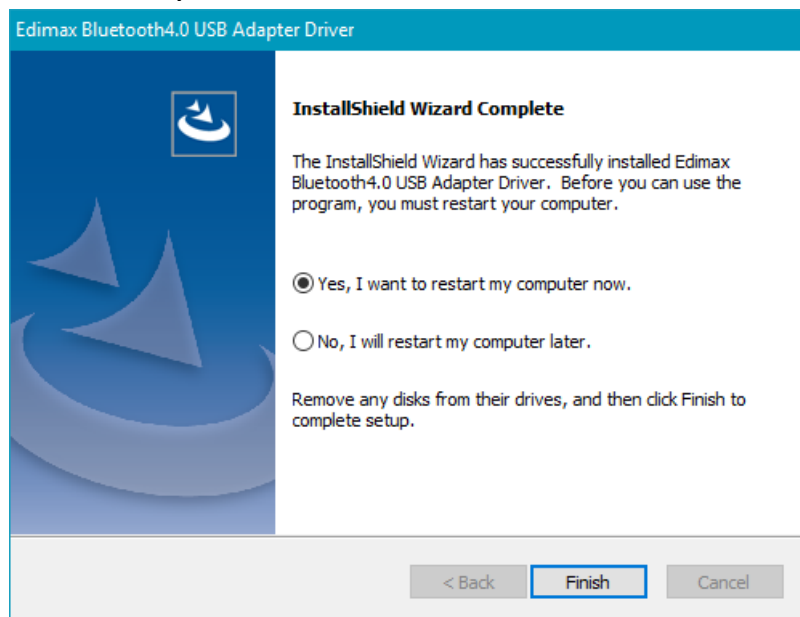 Edimax Bluetooth4.0 USB Adapter Driver
InstallShield Wizard Complete
The InstallShield Wizard has successfully installed Edimax
Bluetooth4.0 USB Adapter Driver.  Before you can use the
program, you must restart your computer.
Yes, I want to restart my computer now.
No, I will restart my computer later.
Remove any disks from their drives, and then click Finish to
complete setup.
< Back
Finish
Cancel